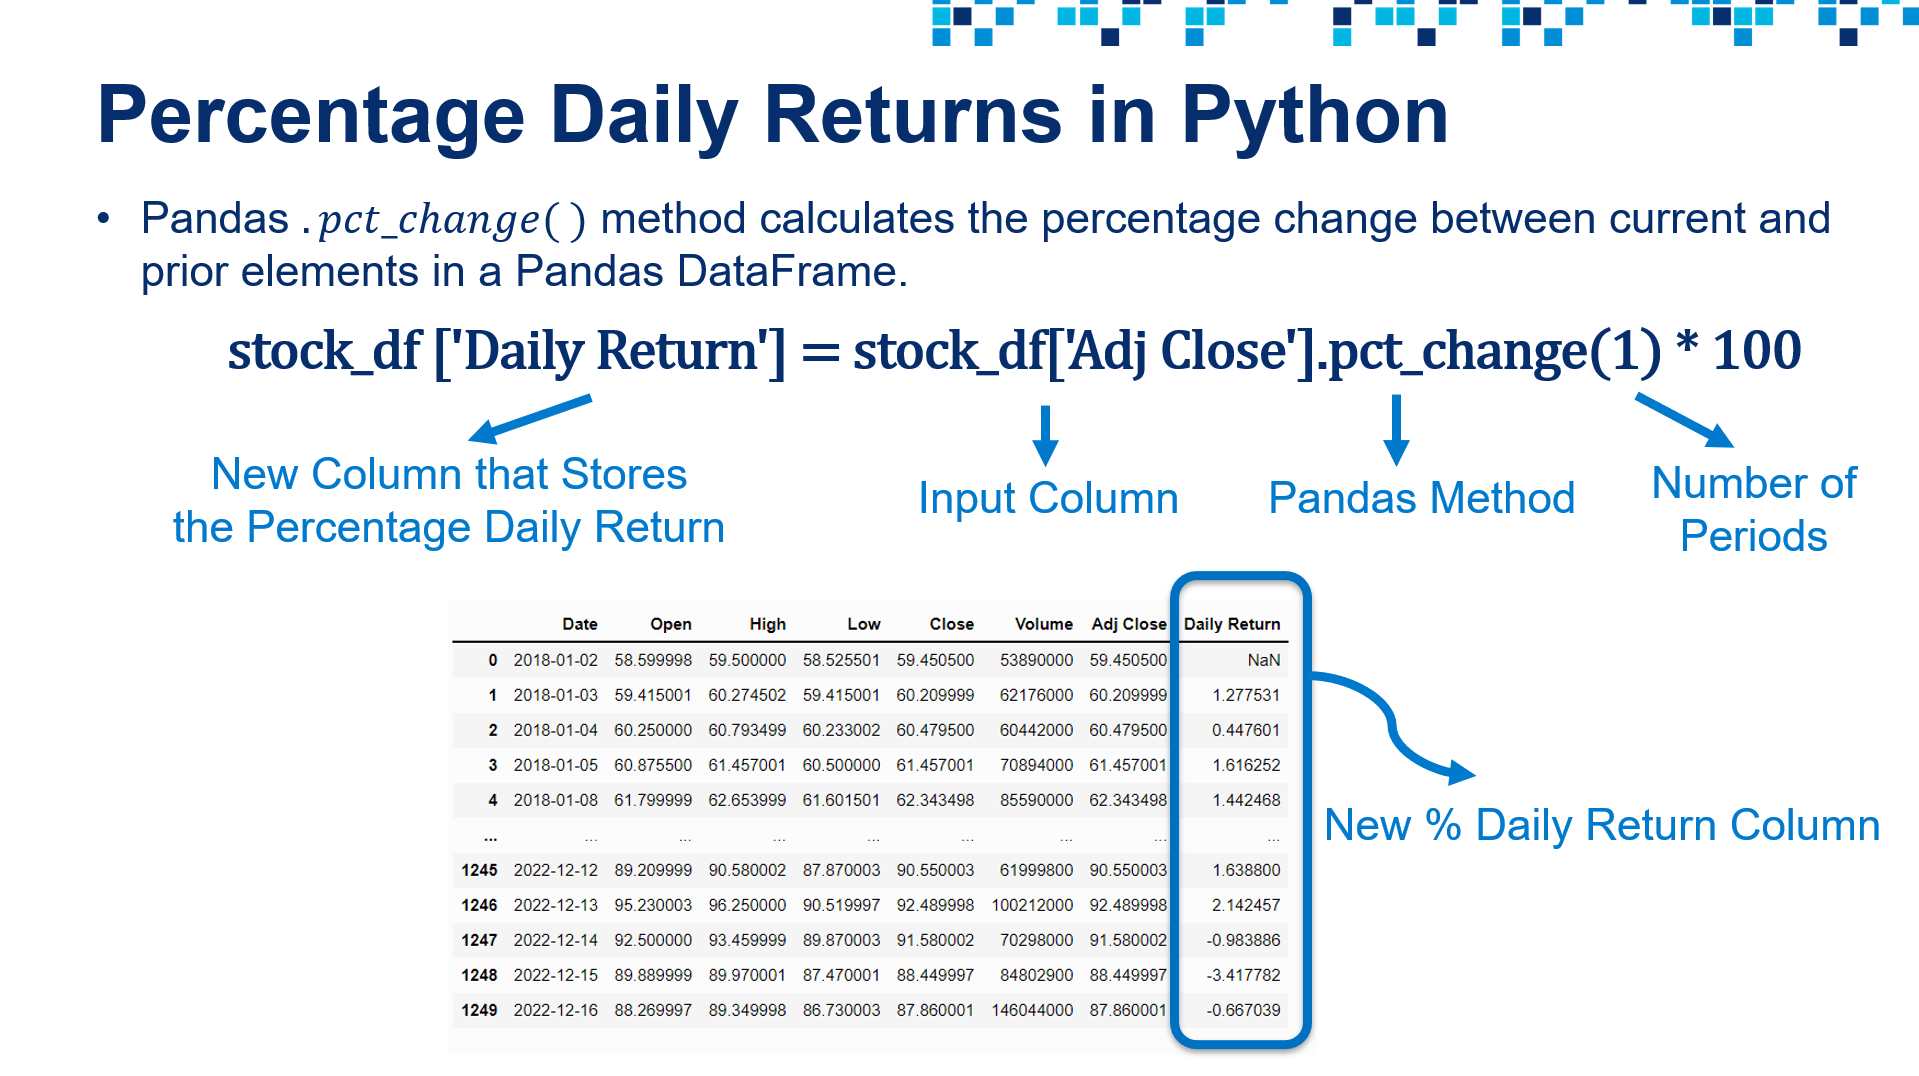 Percentage Daily Returns in Python
• Pandas .pct_change() method calculates the percentage change between current and
prior elements in a Pandas DataFrame.
stock_df ['Daily Return'] = stock_df['Adj Close'].pct_change(1) * 100
New Column that Stores
the Percentage Daily Return
Input Column
Pandas Method
Number of
Periods
Date Open High Low Close Volume Adj Close Daily Return
0 2018-01-02 58.599998 59.500000 58.525501 59.450500 53890000 59.450500 NaN
1 2018-01-03 59.415001 60.274502 59.415001 60.209999 62176000 60.209999 1.277531
2 2018-01-04 60.250000 60.793499 60.233002 60.479500 60442000 60.479500 0.447601
3 2018-01-05 60.875500 61.457001 60.500000 61.457001 70894000 61.457001 1.616252
4 2018-01-08 61.799999 62.653999 61.601501 62.343498 85590000 62.343498 1.442468
... ... ... ... ... ... ... ... ...
1245 2022-12-12 89.209999 90.580002 87.870003 90.550003 61999800 90.550003 1.638800
1246 2022-12-13 95.230003 96.250000 90.519997 92.489998 100212000 92.489998 2.142457
1247 2022-12-14 92.500000 93.459999 89.870003 91.580002 70298000 91.580002 -0.983886
1248 2022-12-15 89.889999 89.970001 87.470001 88.449997 84802900 88.449997 -3.417782
1249 2022-12-16 88.269997 89.349998 86.730003 87.860001 146044000 87.860001 -0.667039
New % Daily Return Column